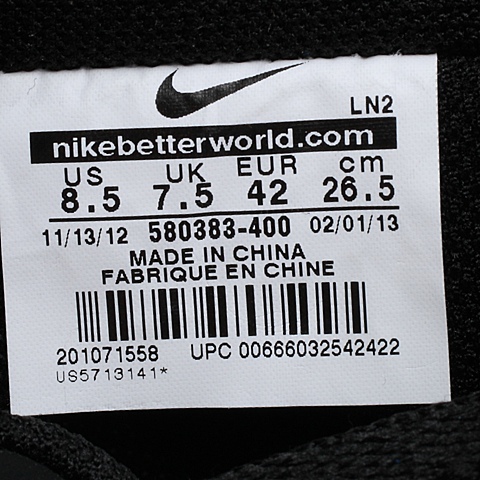 LN2
nikebetterworld.com
US UK EUR cm
8.5 7.5 42 26.5
11/13/12 580383-400 02/01/13
MADE IN CHINA
FABRIQUE EN CHINE
201071558 UPC 00666032542422
US5713141*